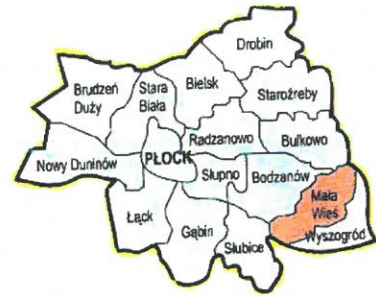 Drobin
Brudzeń
Duży
Stara
Biała
Bielsk
Staroźreby
Radzanowo
Bulkowo
Nowy Duninów
PŁOCK
Słupno
Bodzanów
Mała
Wieś
Wyszogród
Łąck
Gąbin
Słubice